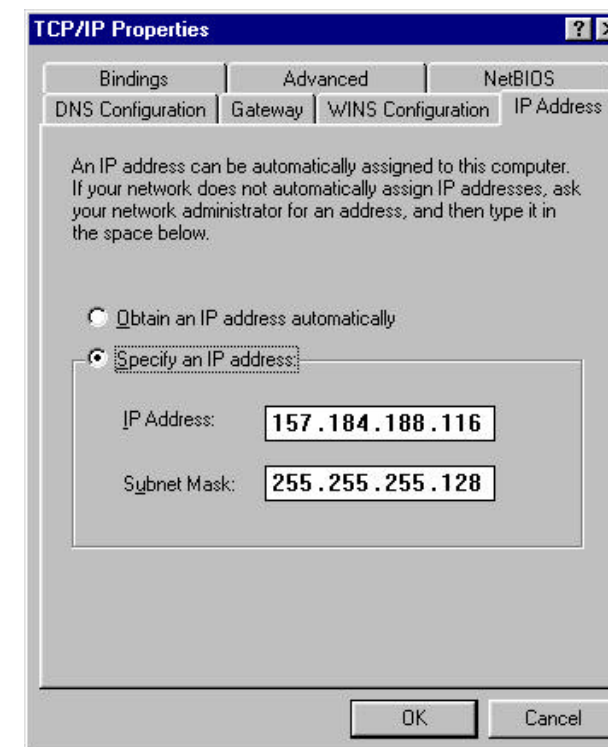 TCP/IP Properties
Bindings Advanced NetBIOS
DNS Configuration Gateway WINS Configuration IP Address
An IP address can be automatically assigned to this computer.
If your network does not automatically assign IP addresses, ask
your network administrator for an address, and then type it in
the space below.
Obtain an IP address automatically
Specify an IP address:
IP Address: 157.184.188.116
Subnet Mask: 255.255.255.128
OK Cancel